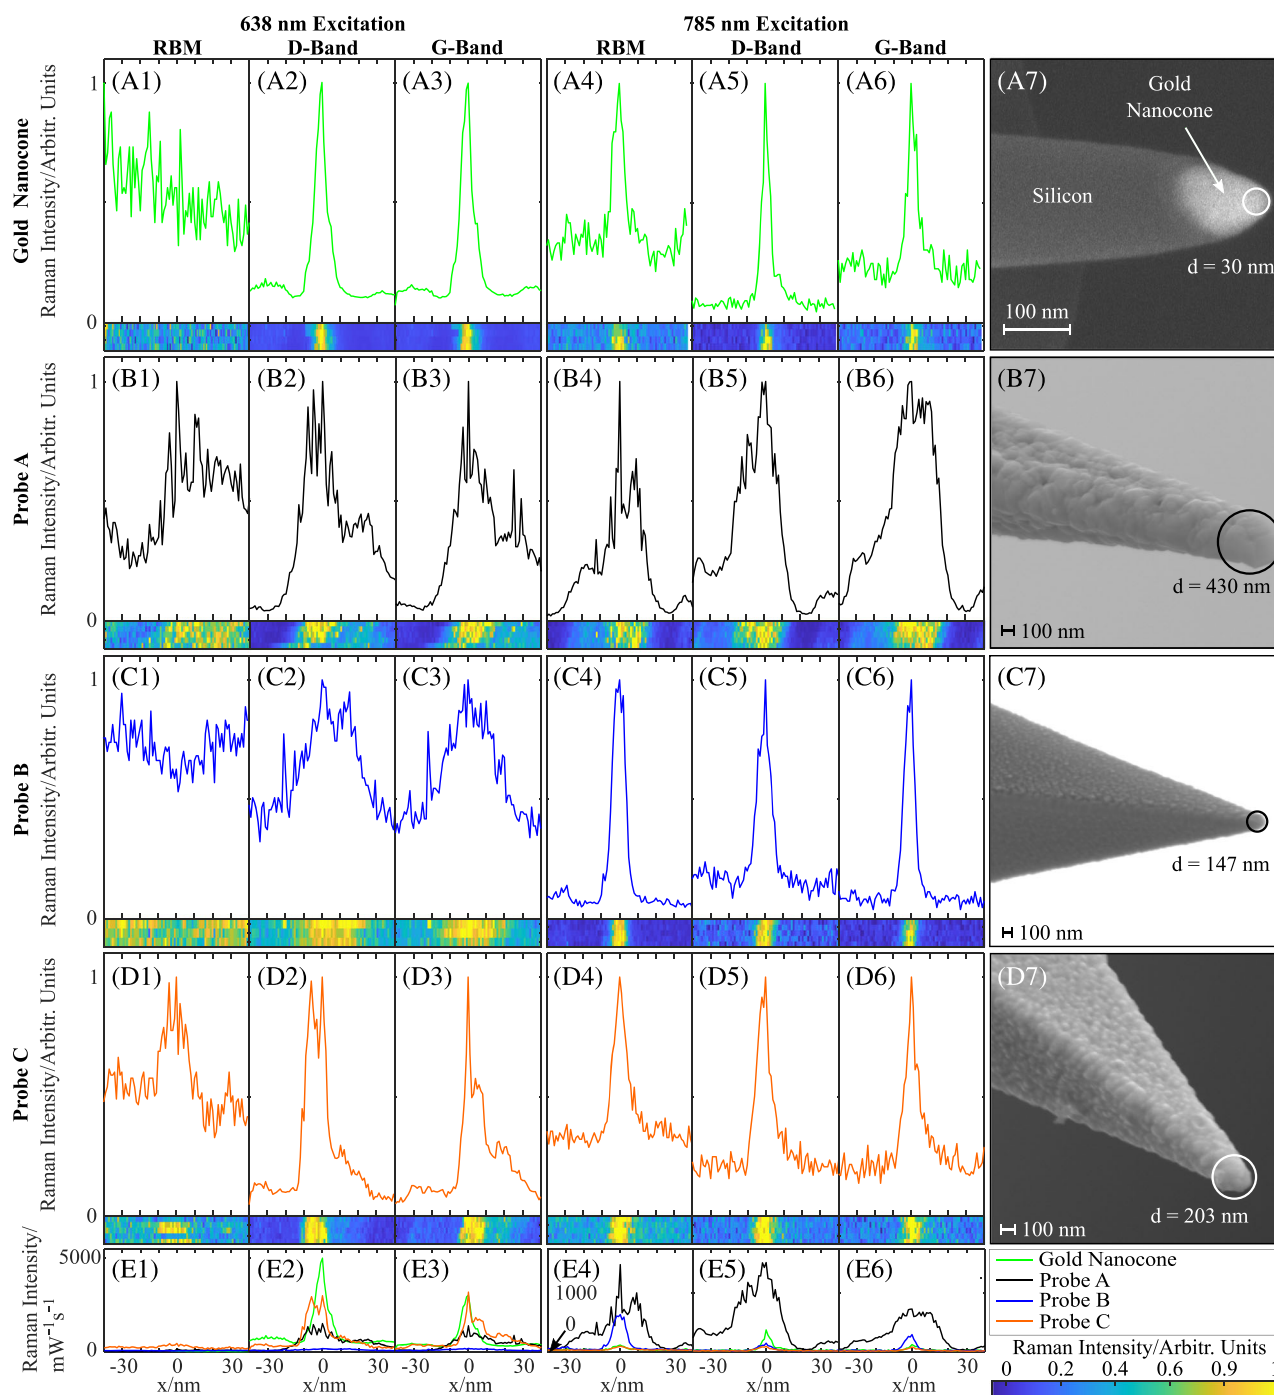 638 nm Excitation
785 nm Excitation
RBM
D-Band
G-Band
RBM
D-Band
G-Band
Gold Nanocone
Raman Intensity/Arbitr. Units
1
0
(A1)
(A2)
(A3)
(A4)
(A5)
(A6)
(A7)
Gold
Nanocone
Silicon
d = 30 nm
100 nm
Probe A
Raman Intensity/Arbitr. Units
1
0
(B1)
(B2)
(B3)
(B4)
(B5)
(B6)
(B7)
d = 430 nm
100 nm
Probe B
Raman Intensity/Arbitr. Units
1
0
(C1)
(C2)
(C3)
(C4)
(C5)
(C6)
(C7)
d = 147 nm
100 nm
Probe C
Raman Intensity/Arbitr. Units
1
0
(D1)
(D2)
(D3)
(D4)
(D5)
(D6)
(D7)
d = 203 nm
100 nm
Raman Intensity/
mW⁻¹s⁻¹
5000
0
(E1)
(E2)
(E3)
(E4)
1000
0
(E5)
(E6)
-30 0 30
-30 0 30
-30 0 30
-30 0 30
-30 0 30
-30 0 30
x/nm
x/nm
x/nm
x/nm
x/nm
x/nm
Gold Nanocone
Probe A
Probe B
Probe C
Raman Intensity/Arbitr. Units
0 0.2 0.6 0.9 1